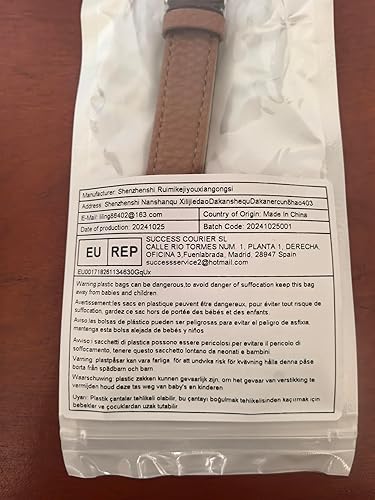 Manufacturer: Shenzhenshi Ruimikejiyouxiangongsi
Address: Shenzhenshi Nanshanqu XilijiedaoDakanshequDakanercun8hao403
E-mail: liling86402@163.com Country of Origin: Made In China
Date of production: 20241025 Batch Code: 20241025001
EU REP SUCCESS COURIER SL
CALLE RIO TORMES NUM. 1, PLANTA 1, DERECHA,
OFICINA 3,Fuenlabrada, Madrid, 28947 Spain
successservice2@hotmail.com
EU001718261134630GqUx
Warning:plastic bags can be dangerous,to avoid danger of suffocation keep this bag
away from babies and children
Avertissement:les sacs en plastique peuvent être dangereux, pour éviter tout risque de
suffocation, gardez ce sac hors de portée des bébés et des enfants.
Aviso:las bolsas de plástico pueden ser peligrosas para evitar el peligro de asfixia,
mantenga esta bolsa alejada de bebés y niños
Avviso:i sacchetti di plastica possono essere pericolosi per evitare il pericolo di
soffocamento, tenere questo sacchetto lontano da neonati e bambini
Varning: plastpåsar kan vara farliga, för att undvika risk för kvävning hålla denna påse
borta från spädbarn och barn
Waarschuwing: plastic zakken kunnen gevaarlijk zijn, om het gevaar van verstikking te
vermijden houd deze tas weg van baby's en kinderen
Uyarı: Plastik çantalar tehlikeli olabilir, bu çantayı boğulmak tehlikelisinden kaçırmak için
bebekler ve çocuklardan uzak tutabilir